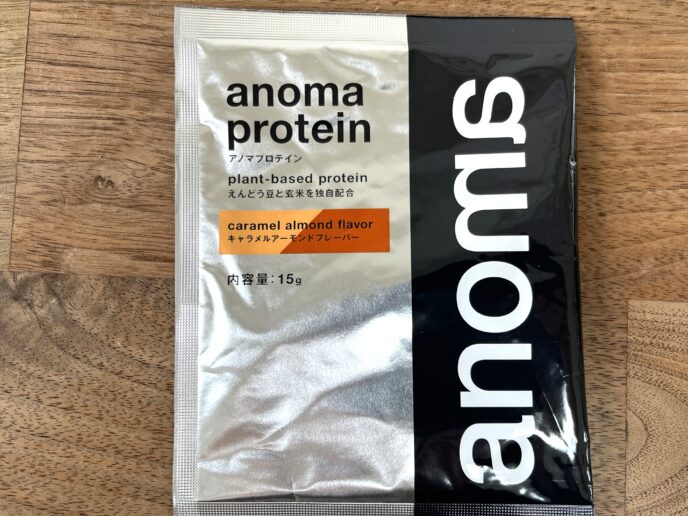 anoma
protein
アノマプロテイン
plant-based protein
えんどう豆と玄米を独自配合
caramel almond flavor
キャラメルアーモンドフレーバー
内容量：15g
anoma